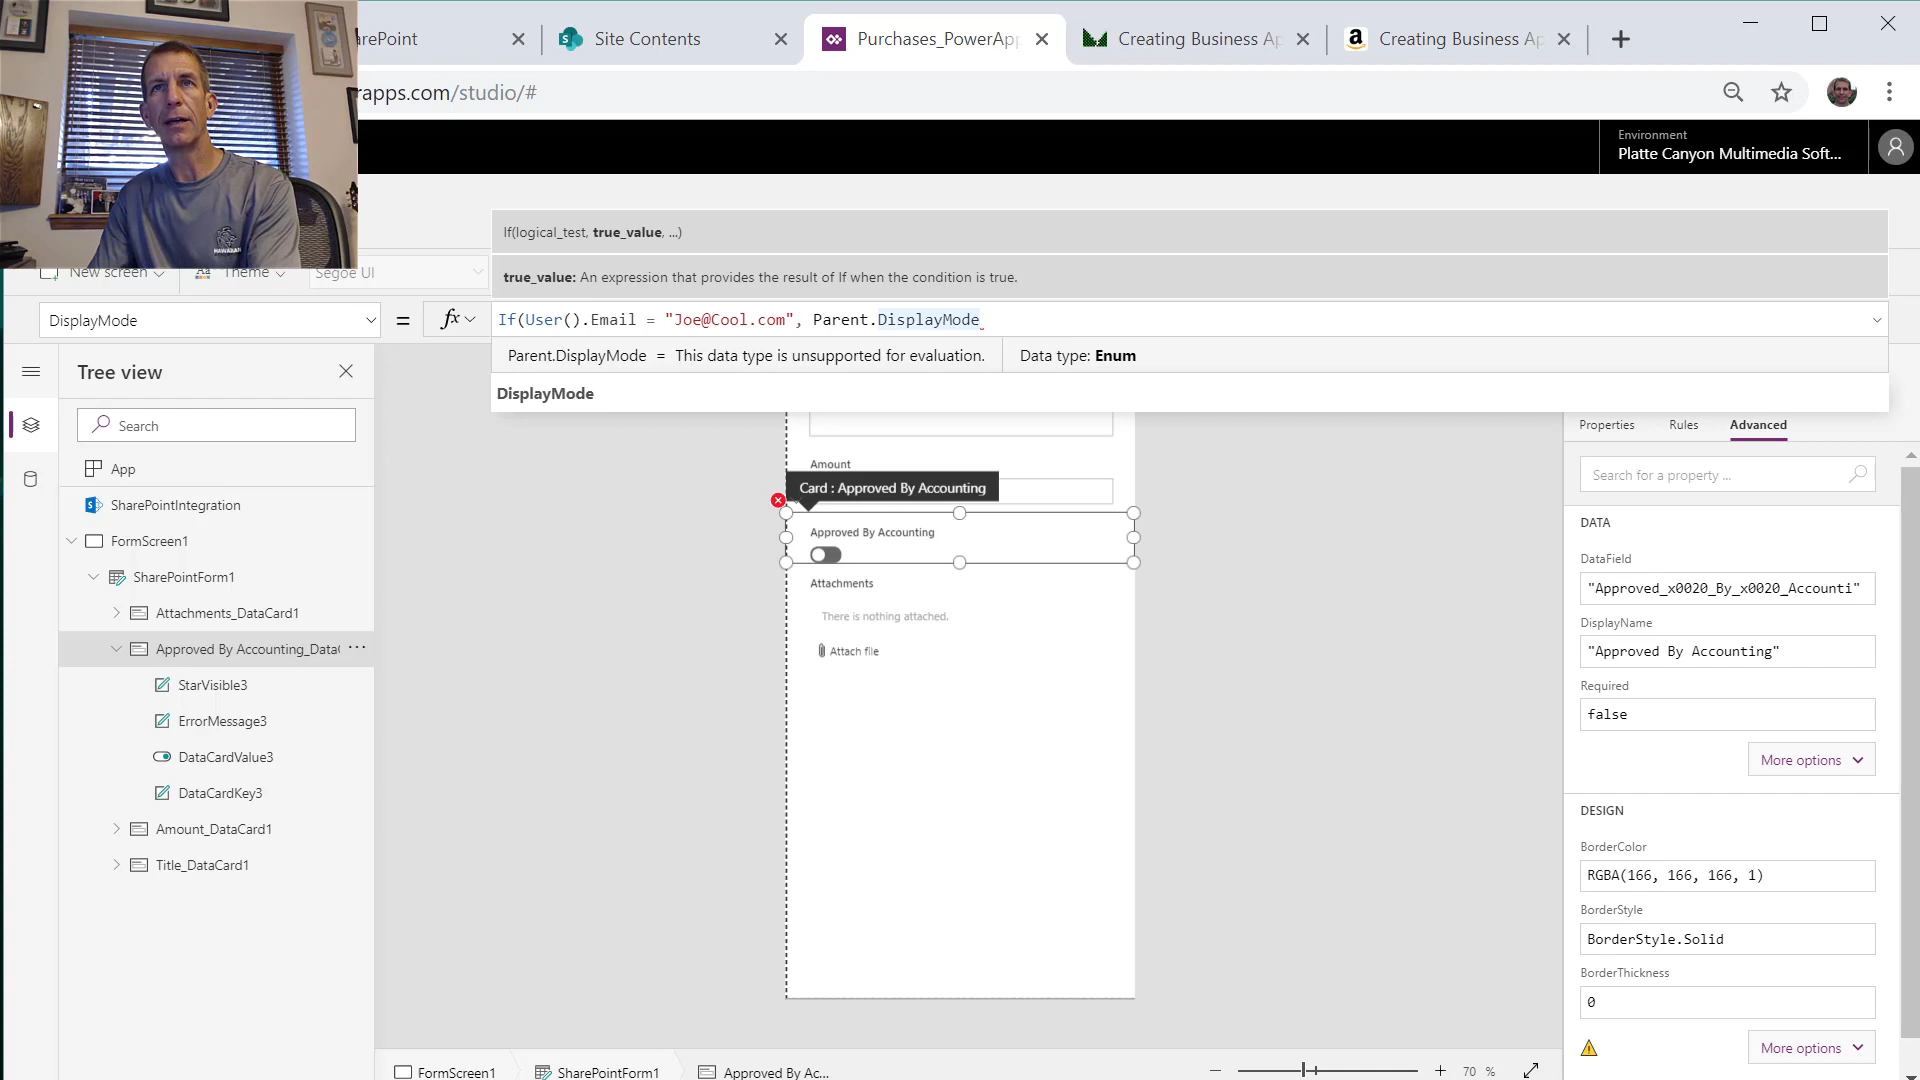 arePoint
Site Contents
Purchases_PowerApp
Creating Business Ap
Creating Business Ap
rapps.com/studio/#
Environment
Platte Canyon Multimedia Soft...
If(logical_test, true_value, ...)
true_value: An expression that provides the result of If when the condition is true.
New screen
Theme
Segoe UI
DisplayMode
= fx
If(User().Email = "Joe@Cool.com", Parent.DisplayMode
Parent.DisplayMode = This data type is unsupported for evaluation.
Data type: Enum
DisplayMode
Tree view
Search
App
SharePointIntegration
FormScreen1
SharePointForm1
Attachments_DataCard1
Approved By Accounting_Data
StarVisible3
ErrorMessage3
DataCardValue3
DataCardKey3
Amount_DataCard1
Title_DataCard1
Amount
Card : Approved By Accounting
Approved By Accounting
Attachments
There is nothing attached.
Attach file
Properties
Rules
Advanced
Search for a property ...
DATA
DataField
"Approved_x0020_By_x0020_Accounti"
DisplayName
"Approved By Accounting"
Required
false
More options
DESIGN
BorderColor
RGBA(166, 166, 166, 1)
BorderStyle
BorderStyle.Solid
BorderThickness
0
More options
FormScreen1
SharePointForm1
Approved By Ac...
70 %